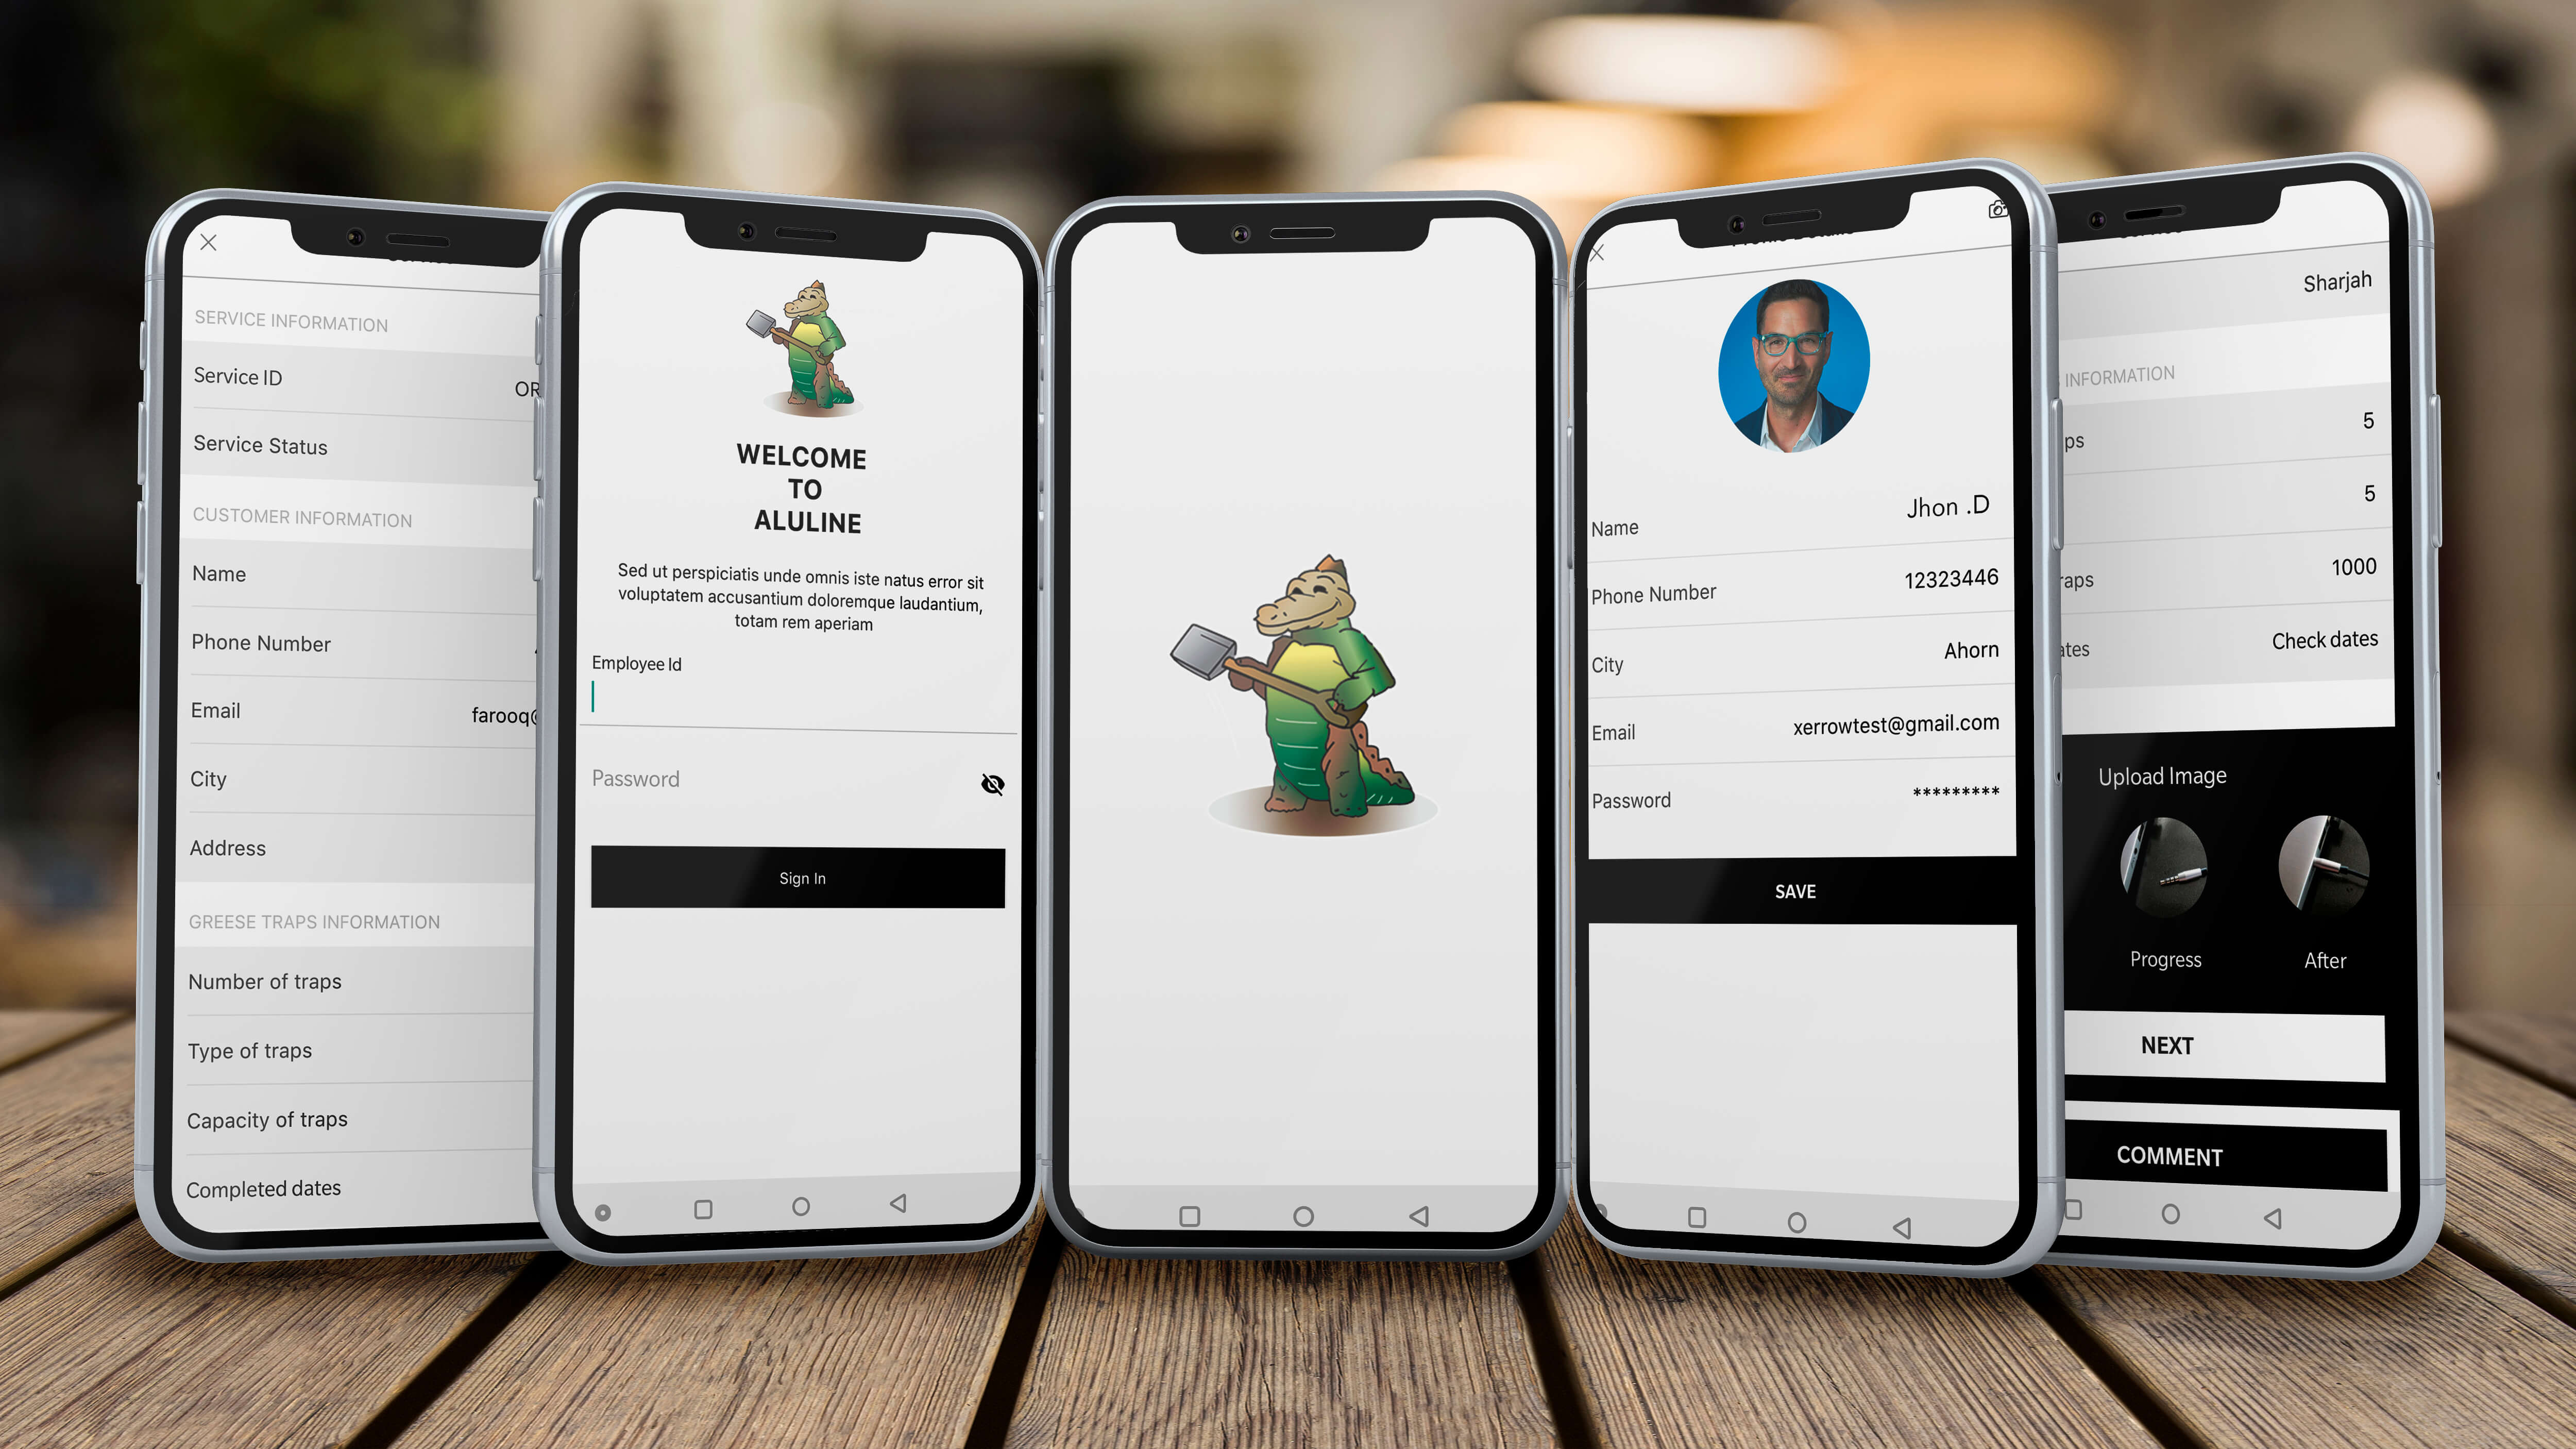 SERVICE INFORMATION
Service ID
OR
Service Status
CUSTOMER INFORMATION
Name
Phone Number
Email
farooq@
City
Address
GREESE TRAPS INFORMATION
Number of traps
Type of traps
Capacity of traps
Completed dates
WELCOME
TO
ALULINE
Sed ut perspiciatis unde omnis iste natus error sit
voluptatem accusantium doloremque laudantium,
totam rem aperiam
Employee Id
Password
Sign In
Name Jhon .D
Phone Number 12323446
City Ahorn
Email xerrowtest@gmail.com
Password *********
SAVE
Sharjah
INFORMATION
ps 5
5
raps 1000
ates Check dates
Upload Image
Progress After
NEXT
COMMENT